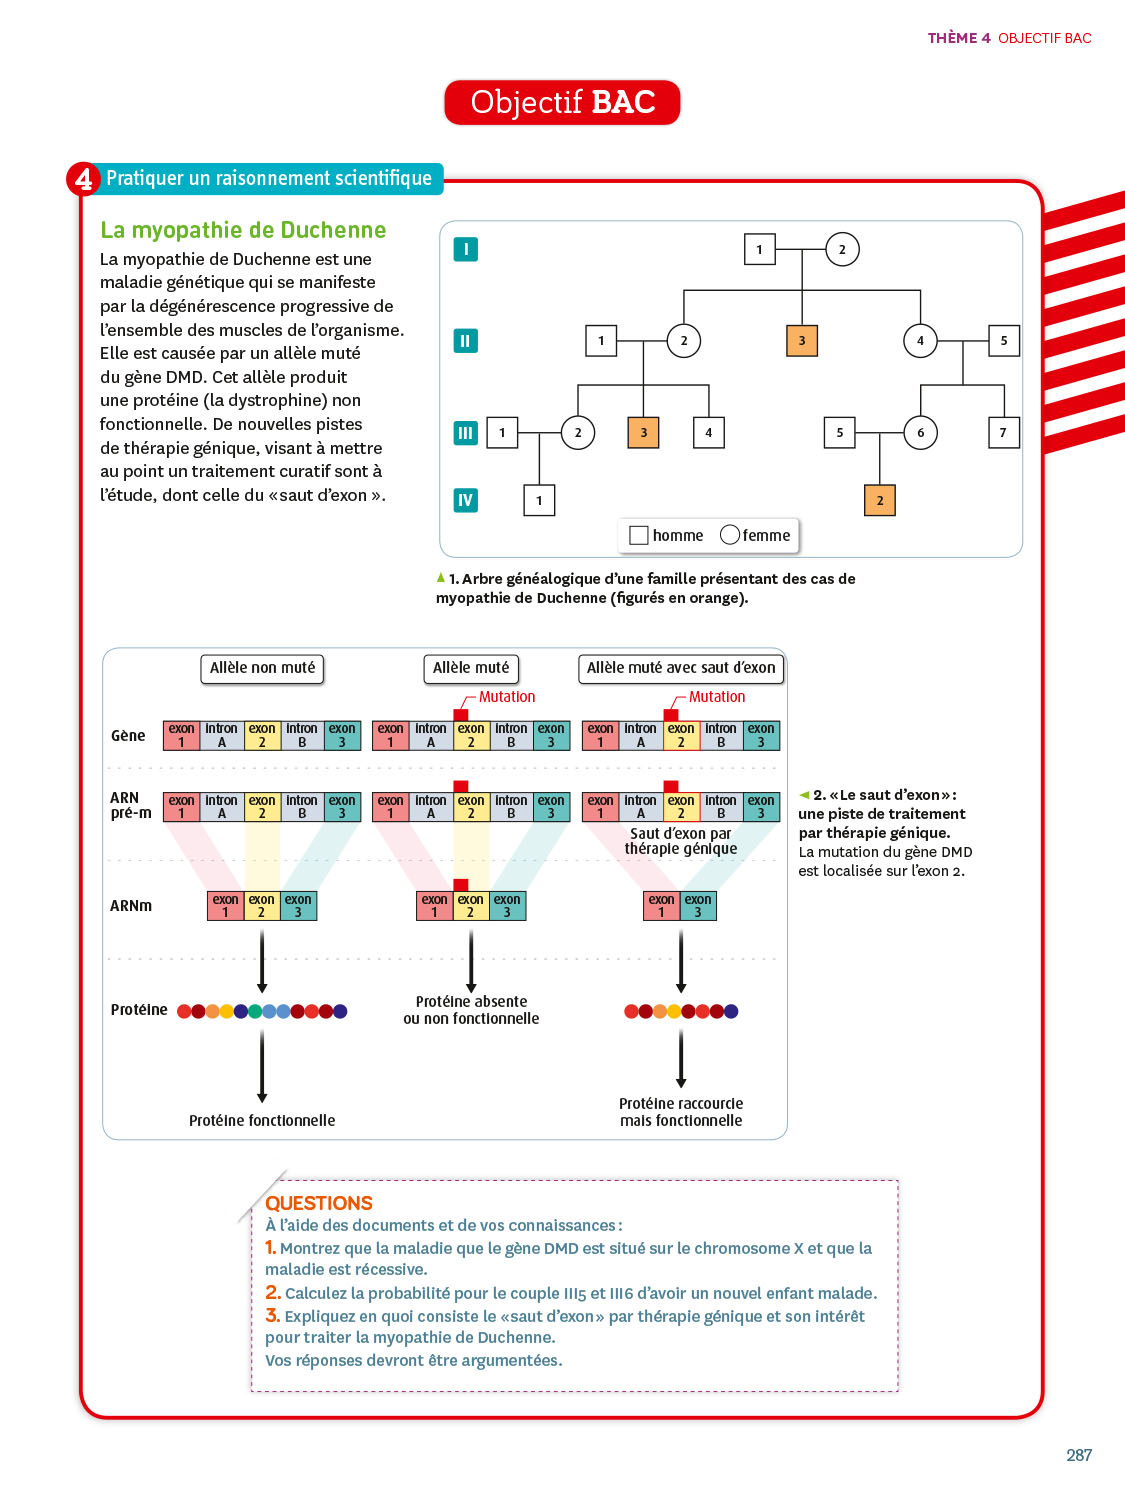 THÈME 4 OBJECTIF BAC
Objectif BAC
4 Pratiquer un raisonnement scientifique
La myopathie de Duchenne
La myopathie de Duchenne est une
maladie génétique qui se manifeste
par la dégénérescence progressive de
l'ensemble des muscles de l'organisme.
Elle est causée par un allèle muté
du gène DMD. Cet allèle produit
une protéine (la dystrophine) non
fonctionnelle. De nouvelles pistes
de thérapie génique, visant à mettre
au point un traitement curatif sont à
l'étude, dont celle du «saut d'exon».
I 1 2
II 1 2 3 4 5
III 1 2 3 4 5 6 7
IV 1 2
homme femme
1. Arbre généalogique d'une famille présentant des cas de
myopathie de Duchenne (figurés en orange).
Allèle non muté Allèle muté Allèle muté avec saut d'exon
Mutation Mutation
Gène
exon 1 intron A exon 2 intron B exon 3
exon 1 intron A exon 2 intron B exon 3
exon 1 intron A exon 2 intron B exon 3
ARN
pré-m
exon 1 intron A exon 2 intron B exon 3
exon 1 intron A exon 2 intron B exon 3
exon 1 intron A exon 2 intron B exon 3
Saut d'exon par
thérapie génique
ARNm
exon 1 exon 2 exon 3
exon 1 exon 2 exon 3
exon 1 exon 3
Protéine
Protéine absente
ou non fonctionnelle
Protéine fonctionnelle
Protéine raccourcie
mais fonctionnelle
2. «Le saut d'exon»:
une piste de traitement
par thérapie génique.
La mutation du gène DMD
est localisée sur l'exon 2.
QUESTIONS
À l'aide des documents et de vos connaissances :
1. Montrez que la maladie que le gène DMD est situé sur le chromosome X et que la
maladie est récessive.
2. Calculez la probabilité pour le couple III5 et III6 d'avoir un nouvel enfant malade.
3. Expliquez en quoi consiste le «saut d'exon» par thérapie génique et son intérêt
pour traiter la myopathie de Duchenne.
Vos réponses devront être argumentées.
287